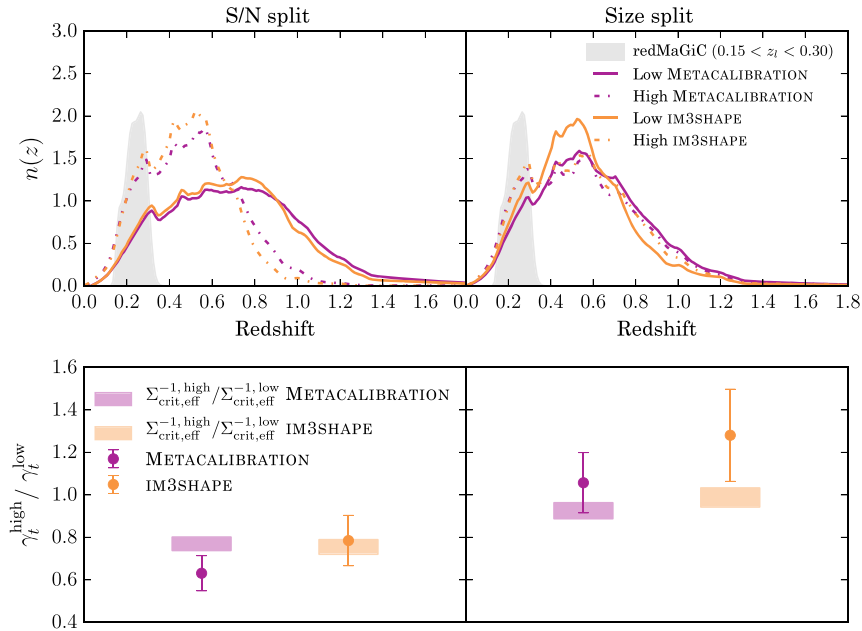 S/N split
Size split
3.0
2.5
2.0
1.5
1.0
0.5
0.0
n(z)
redMaGiC (0.15 < z_l < 0.30)
Low METACALIBRATION
High METACALIBRATION
Low IM3SHAPE
High IM3SHAPE
0.0 0.2 0.4 0.6 0.8 1.0 1.2 1.4 1.6
0.0 0.2 0.4 0.6 0.8 1.0 1.2 1.4 1.6 1.8
Redshift
Redshift
1.6
1.4
1.2
1.0
0.8
0.6
0.4
γ_t^high / γ_t^low
Σ_crit,eff^−1, high / Σ_crit,eff^−1, low METACALIBRATION
Σ_crit,eff^−1, high / Σ_crit,eff^−1, low IM3SHAPE
METACALIBRATION
IM3SHAPE